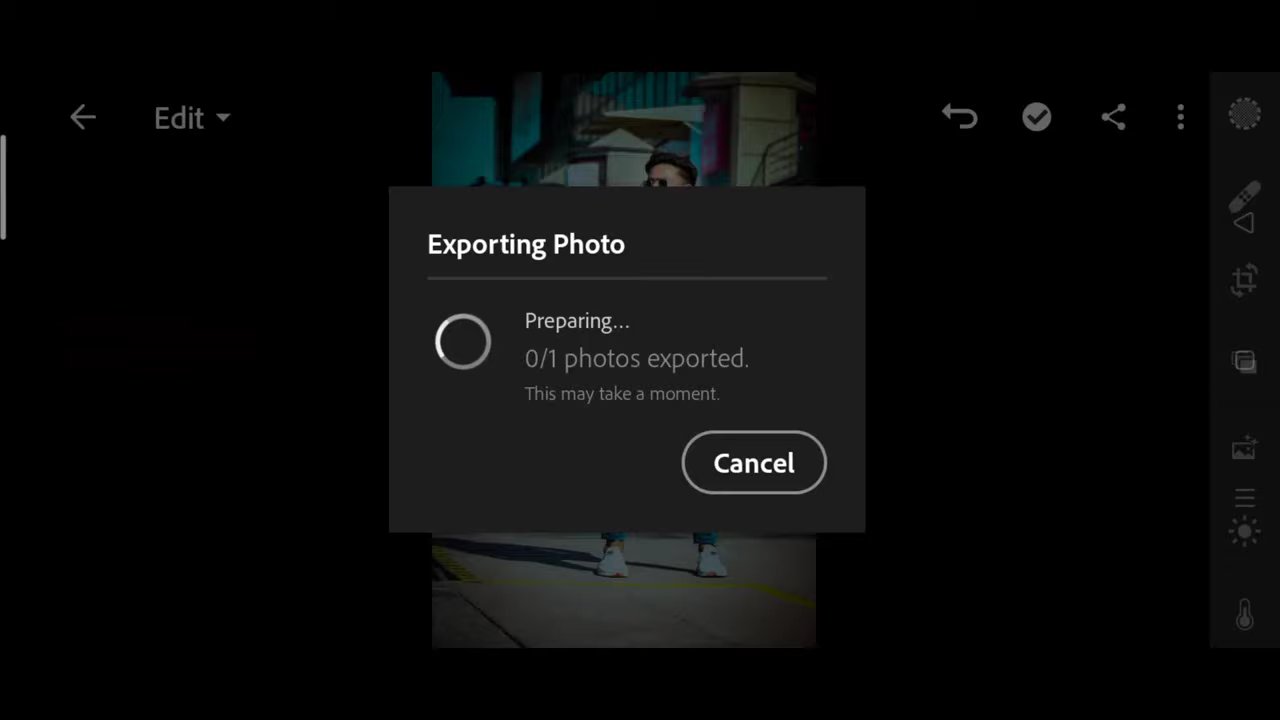 Edit
Exporting Photo
Preparing...
0/1 photos exported.
This may take a moment.
Cancel